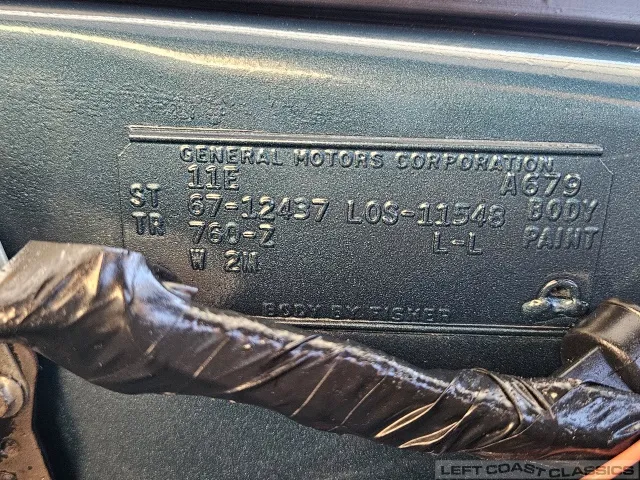 GENERAL MOTORS CORPORATION
11E A679
ST 67-12437 LOS-11548 BODY
TR 760-Z L-L PAINT
W 2M
BODY BY FISHER
LEFT COAST CLASSICS